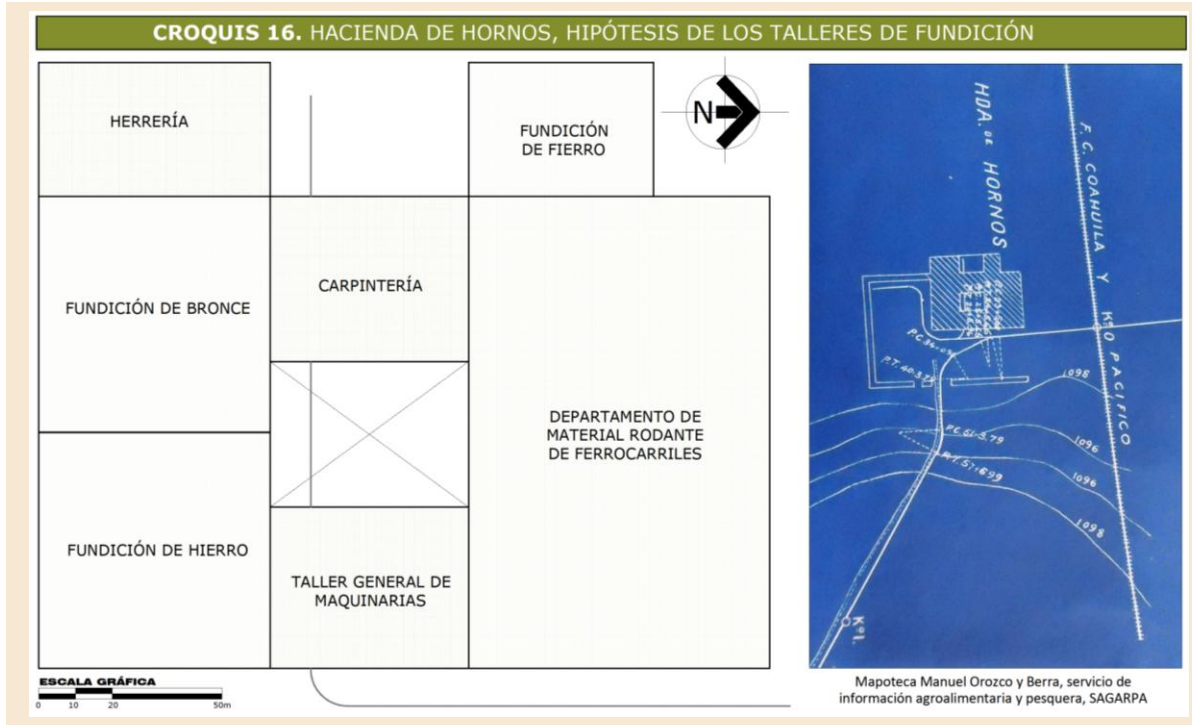 CROQUIS 16. HACIENDA DE HORNOS, HIPÓTESIS DE LOS TALLERES DE FUNDICIÓN
HERRERÍA
FUNDICIÓN
DE FIERRO
N
FUNDICIÓN DE BRONCE
CARPINTERÍA
DEPARTAMENTO DE
MATERIAL RODANTE
DE FERROCARRILES
FUNDICIÓN DE HIERRO
TALLER GENERAL DE
MAQUINARIAS
ESCALA GRÁFICA
0 10 20 50m
HDA. DE HORNOS
F. C. COAHUILA Y
PACIFICO
1098
1096
1096
1098
Mapoteca Manuel Orozco y Berra, servicio de
información agroalimentaria y pesquera, SAGARPA